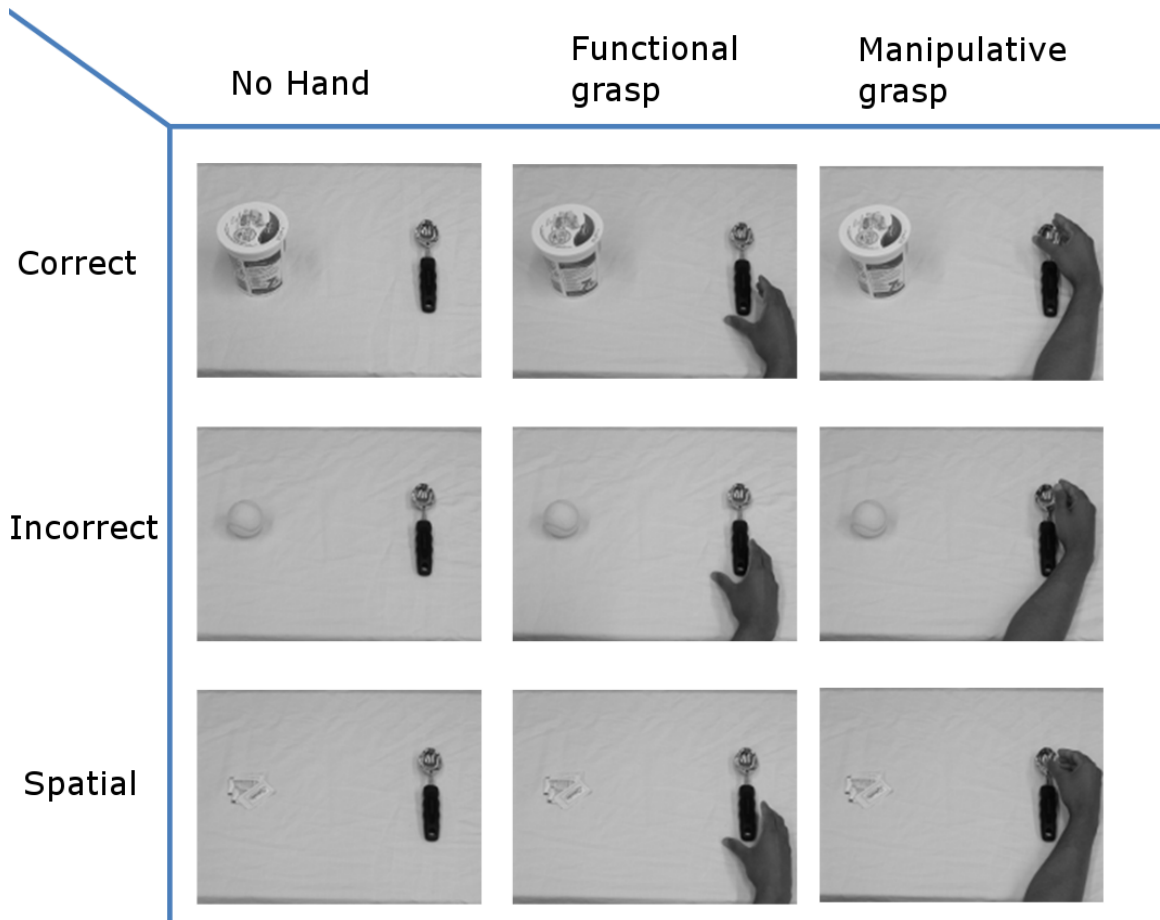 No Hand
Functional
grasp
Manipulative
grasp
Correct
Incorrect
Spatial